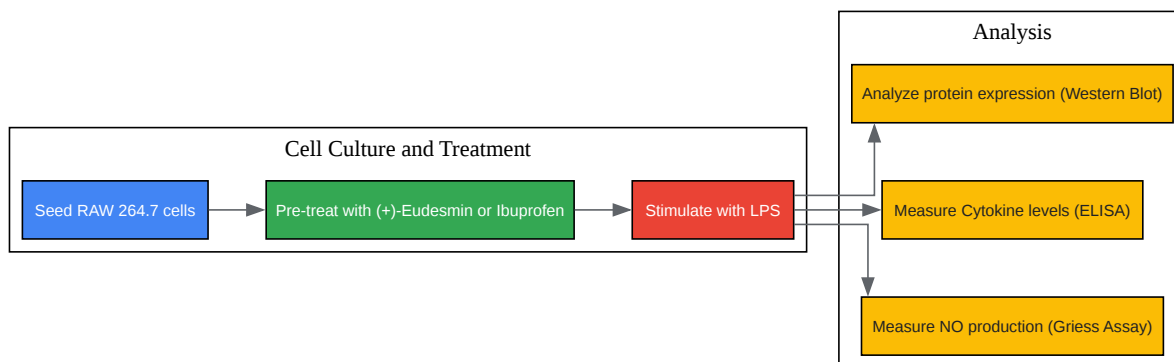 Cell Culture and Treatment
Seed RAW 264.7 cells
Pre-treat with (+)-Eudesmin or Ibuprofen
Stimulate with LPS
Analysis
Analyze protein expression (Western Blot)
Measure Cytokine levels (ELISA)
Measure NO production (Griess Assay)